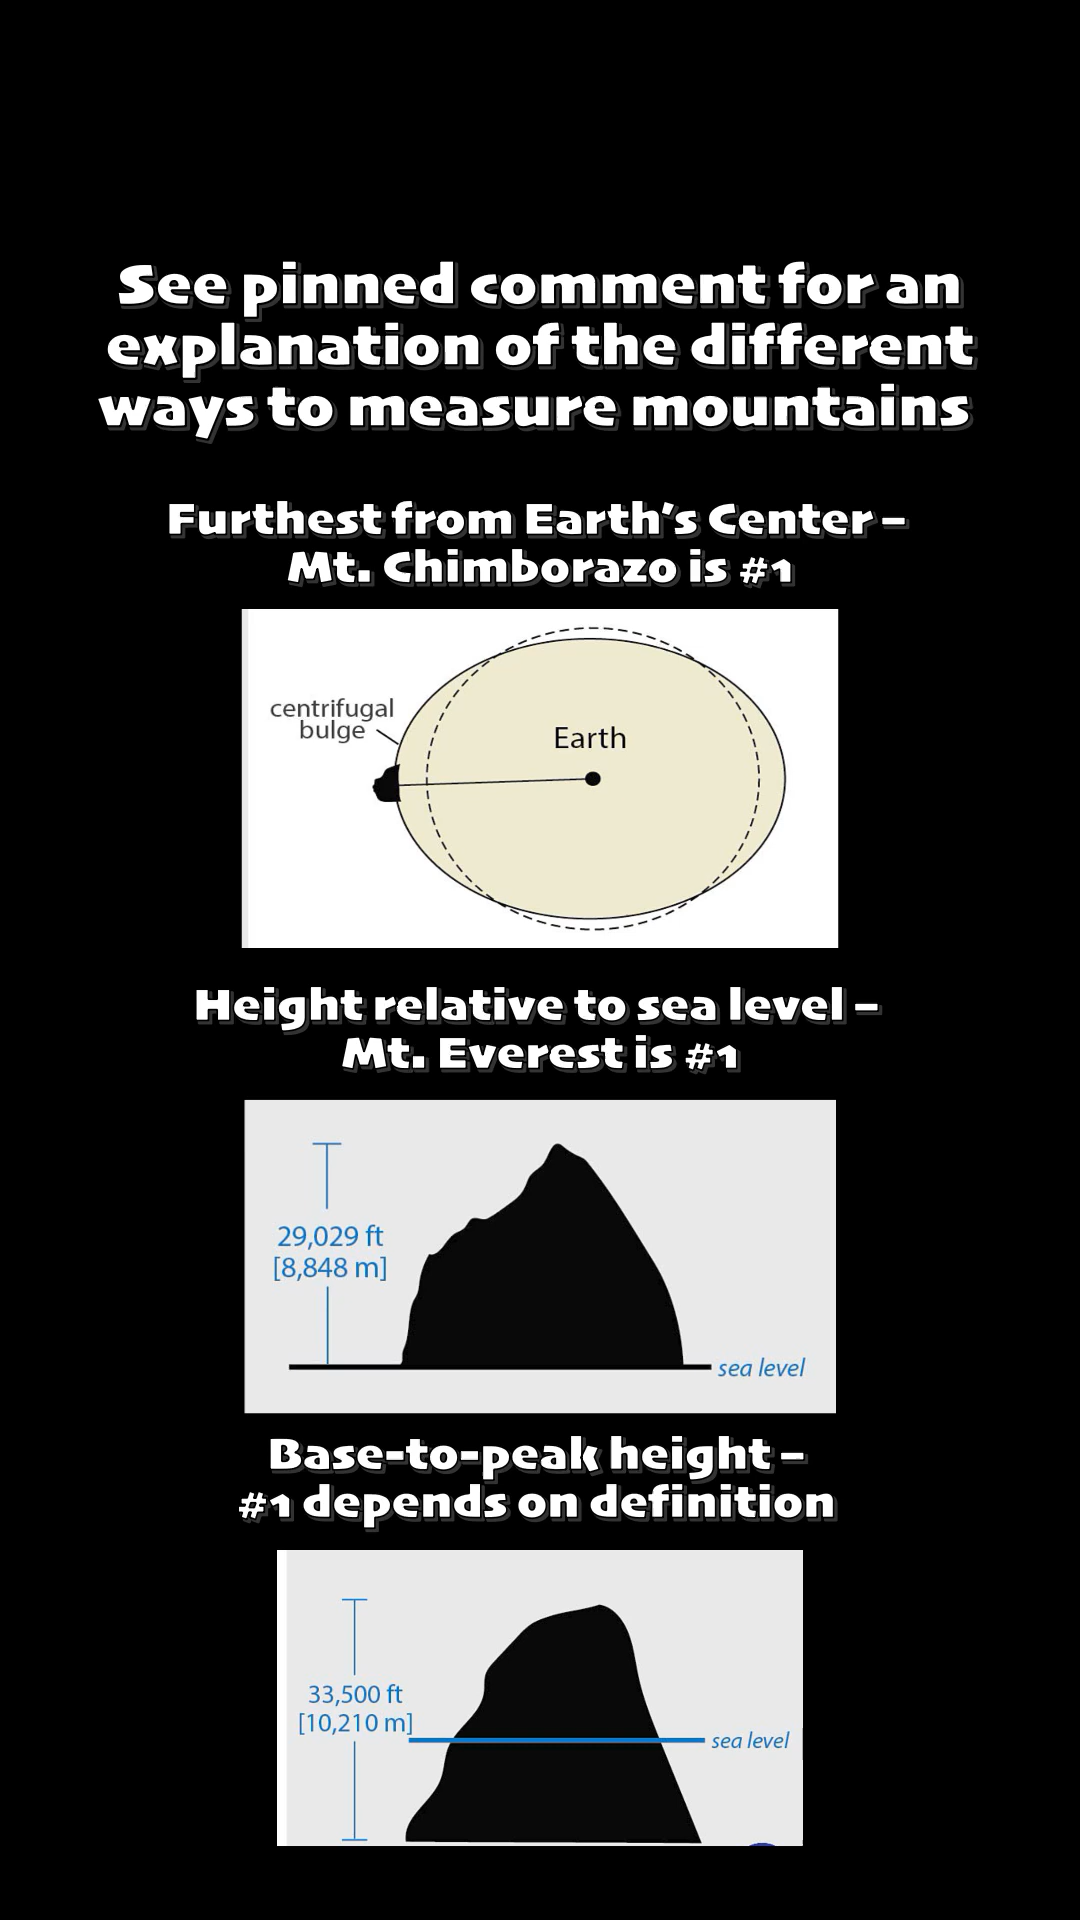 See pinned comment for an
explanation of the different
ways to measure mountains
Furthest from Earth's Center –
Mt. Chimborazo is #1
centrifugal
bulge
Earth
Height relative to sea level –
Mt. Everest is #1
29,029 ft
[8,848 m]
sea level
Base-to-peak height –
#1 depends on definition
33,500 ft
[10,210 m]
sea level